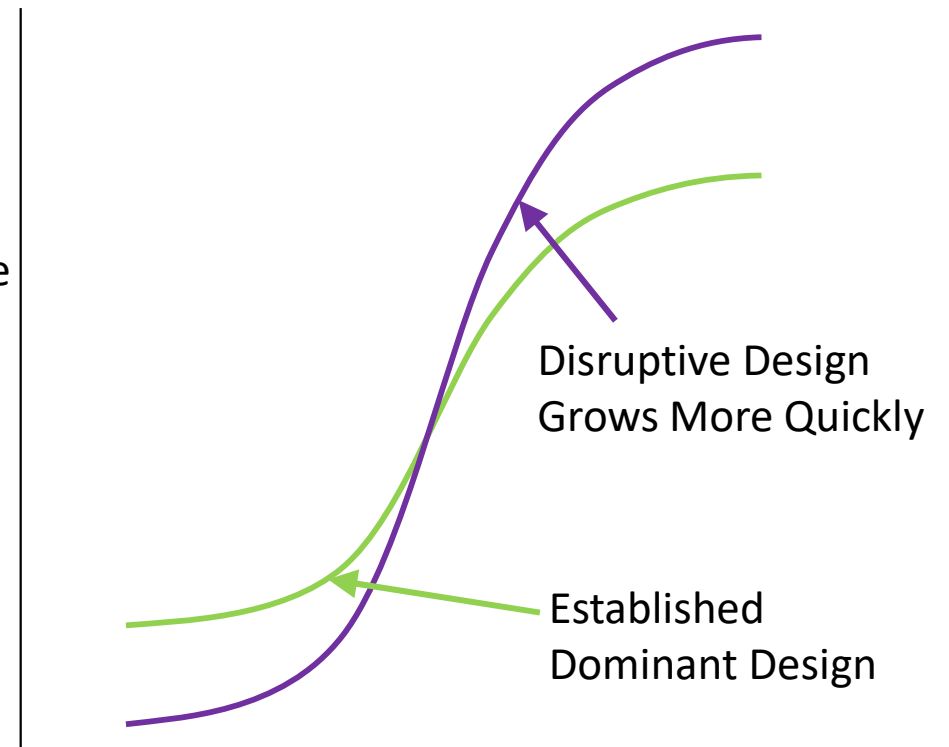 e
Disruptive Design
Grows More Quickly
Established
Dominant Design